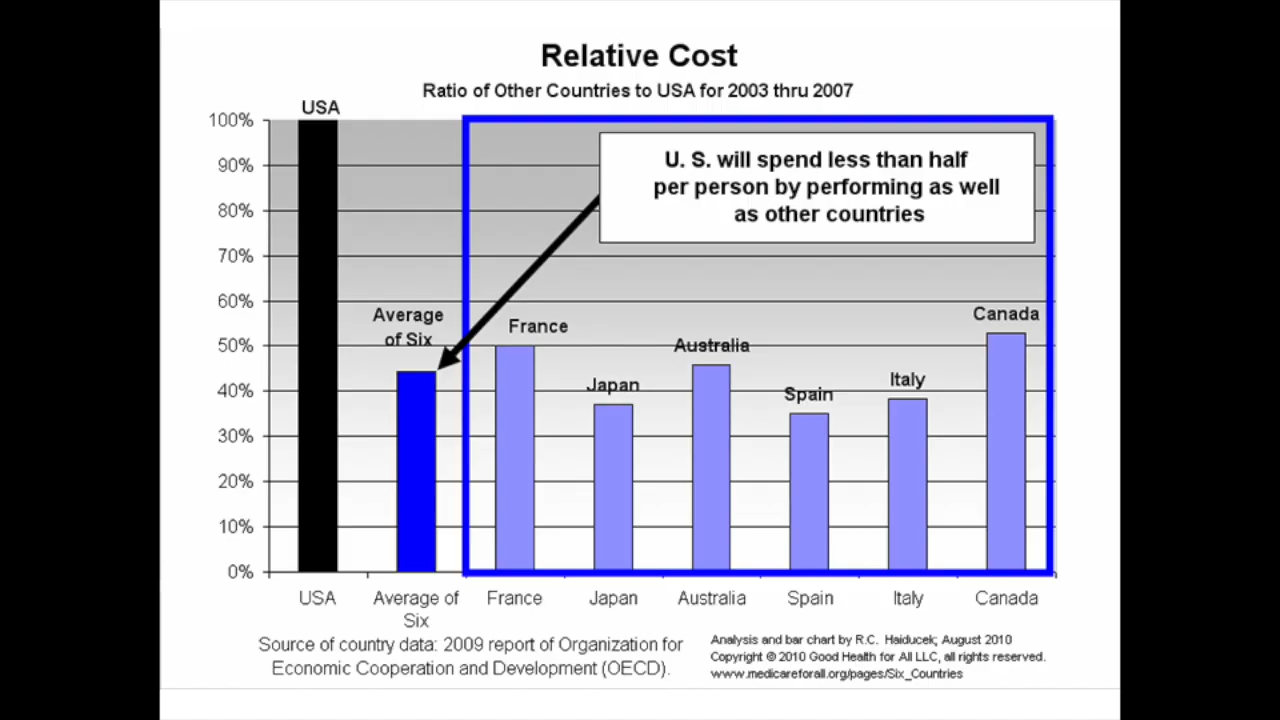 Relative Cost
Ratio of Other Countries to USA for 2003 thru 2007
USA
100%
90%
80%
70%
60%
50%
40%
30%
20%
10%
0%
U. S. will spend less than half
per person by performing as well
as other countries
Average
of Six
France
Japan
Australia
Spain
Italy
Canada
USA
Average of
Six
France
Japan
Australia
Spain
Italy
Canada
Source of country data: 2009 report of Organization for
Economic Cooperation and Development (OECD).
Analysis and bar chart by R.C. Haiducek; August 2010
Copyright © 2010 Good Health for All LLC, all rights reserved.
www.medicareforall.org/pages/Six_Countries